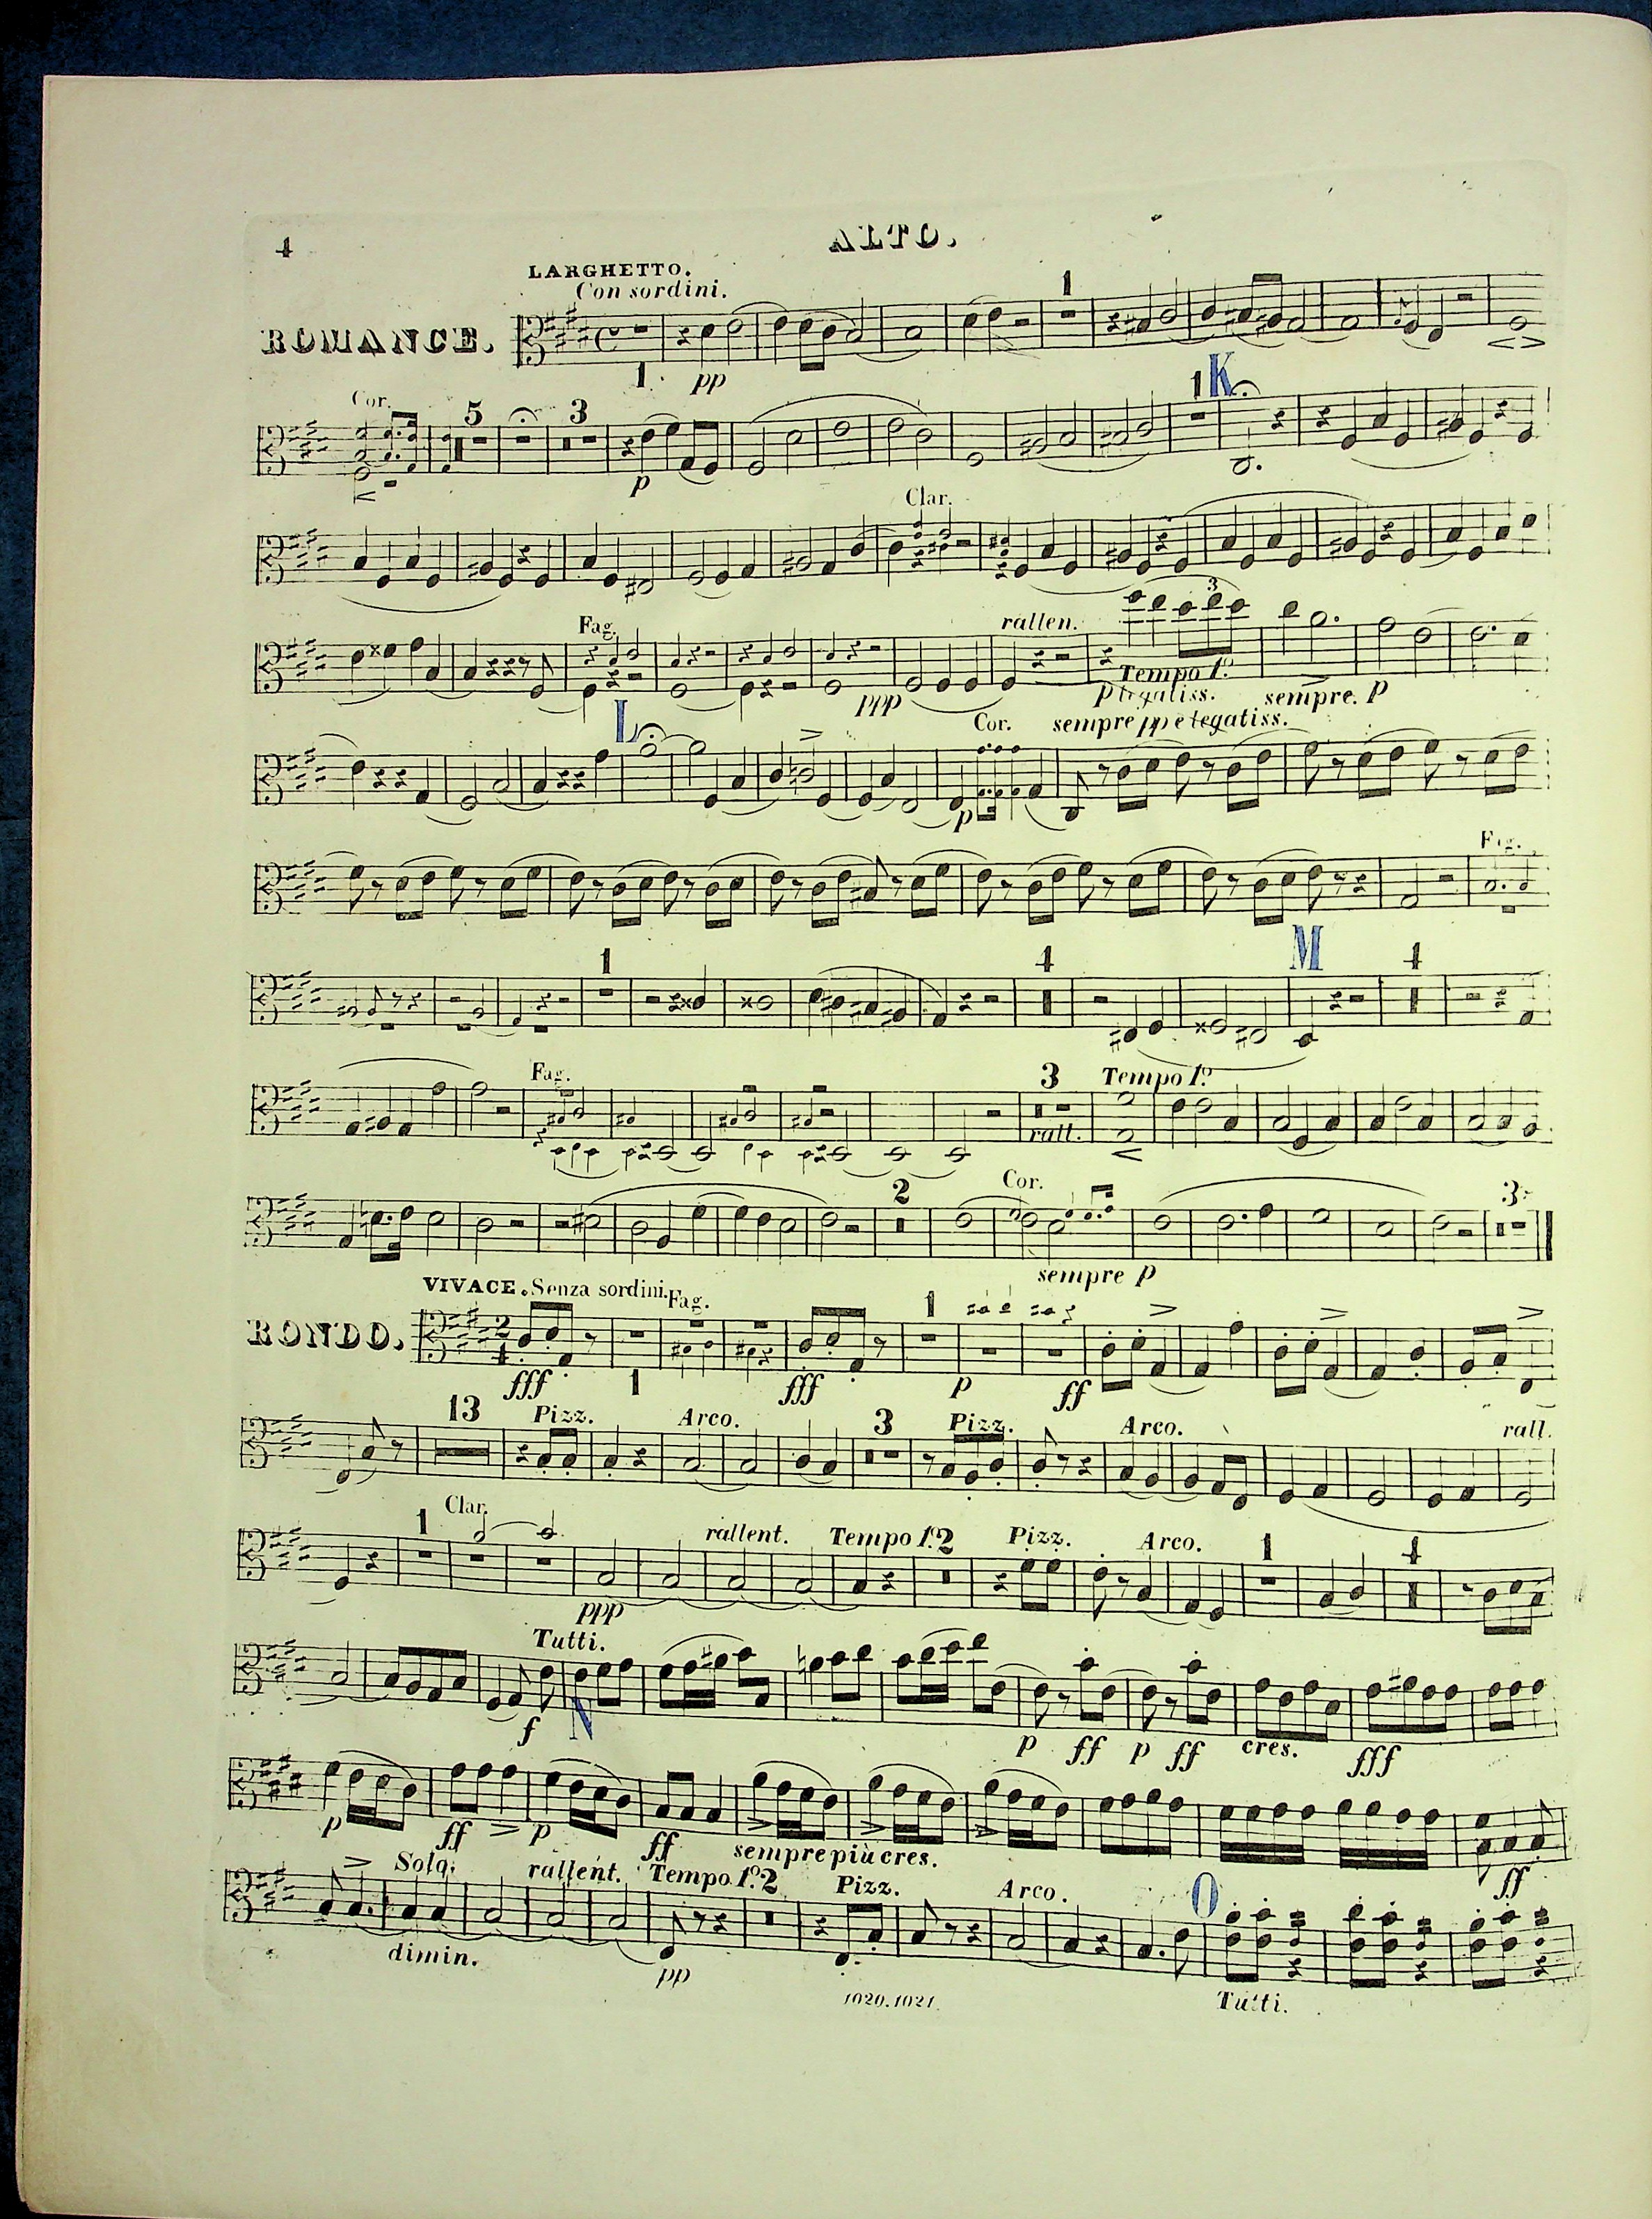 4
ALTO.
LARGHETTO.
Con sordini.
ROMANCE.
1
1. pp
Cor.
5 3 1 K
p
Clar.
3
Fag. rallen.
Tempo 1º.
ppp p legatiss. sempre. p
L Cor. sempre pp e legatiss.
p
Fag.
1 4 M 4
Fag. 3 Tempo 1º.
rall.
Cor. 2 3
sempre p
VIVACE. Senza sordini. Fag.
RONDO.
2
4
1
fff 1 fff p ff
13 Pizz. Arco. 3 Pizz. Arco. rall.
1 Clar. rallent. Tempo 1º. 2 Pizz. Arco. 1 4
ppp
Tutti.
f N p ff p ff cres. fff
p ff p ff sempre più cres. ff
Solo. rallent. Tempo 1º. 2 Pizz. Arco. O
dimin. pp Tutti.
1020. 1021.